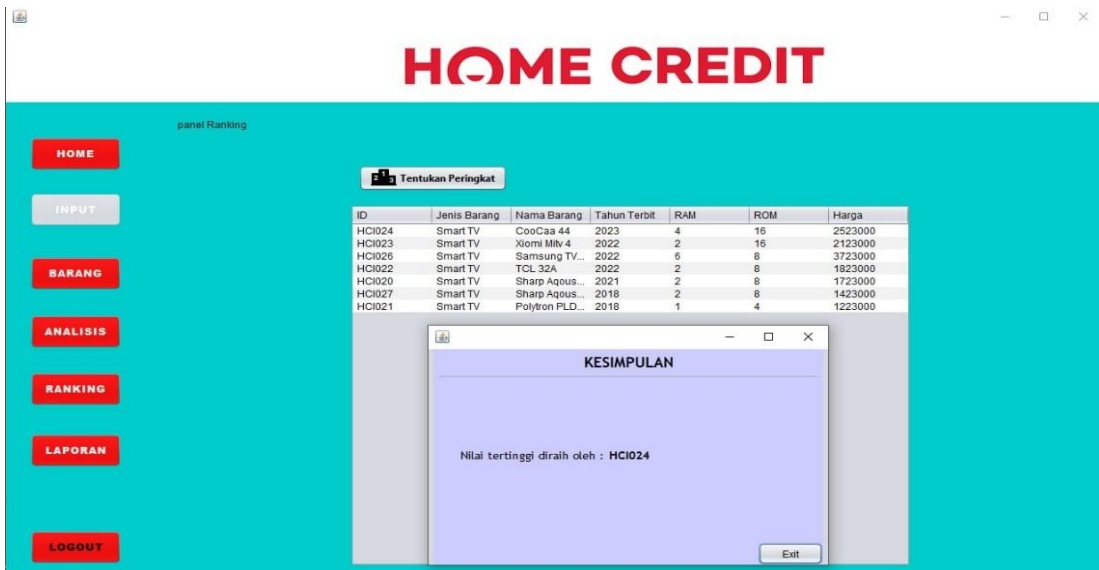 HOME CREDIT
panel Ranking
HOME
INPUT
BARANG
ANALISIS
RANKING
LAPORAN
LOGOUT
Tentukan Peringkat
ID Jenis Barang Nama Barang Tahun Terbit RAM ROM Harga
HCI024 Smart TV CooCaa 44 2023 4 16 2523000
HCI023 Smart TV Xiomi Mitv 4 2022 2 16 2123000
HCI026 Smart TV Samsung TV... 2022 6 8 3723000
HCI022 Smart TV TCL 32A 2022 2 8 1823000
HCI020 Smart TV Sharp Aqous... 2021 2 8 1723000
HCI027 Smart TV Sharp Aqous... 2018 2 8 1423000
HCI021 Smart TV Polytron PLD... 2018 1 4 1223000
KESIMPULAN
Nilai tertinggi diraih oleh : HCI024
Exit